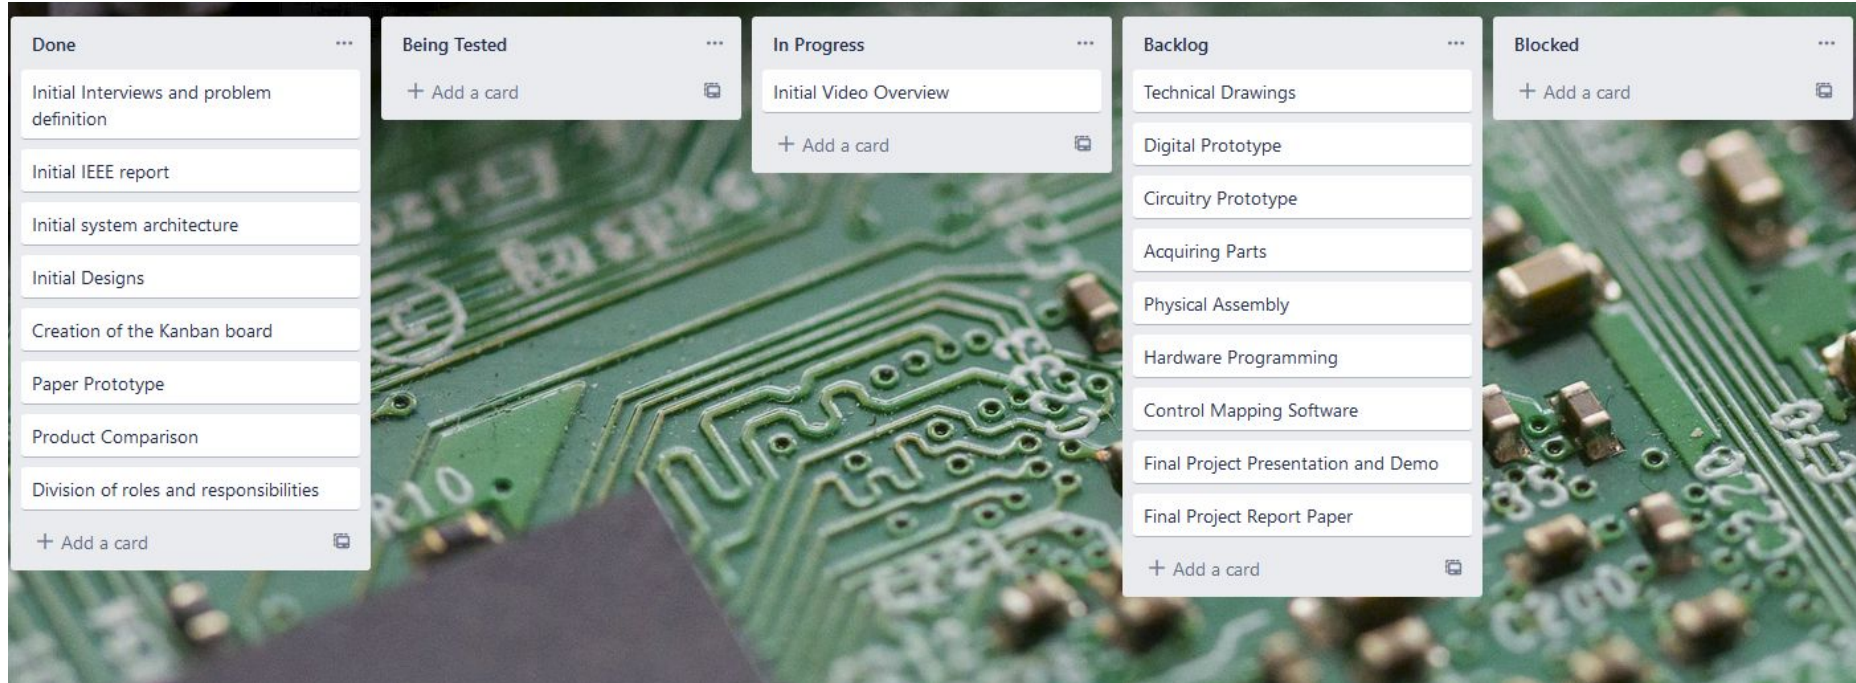 Done
Initial Interviews and problem
definition
Initial IEEE report
Initial system architecture
Initial Designs
Creation of the Kanban board
Paper Prototype
Product Comparison
Division of roles and responsibilities
+ Add a card
Being Tested
+ Add a card
In Progress
Initial Video Overview
+ Add a card
Backlog
Technical Drawings
Digital Prototype
Circuitry Prototype
Acquiring Parts
Physical Assembly
Hardware Programming
Control Mapping Software
Final Project Presentation and Demo
Final Project Report Paper
+ Add a card
Blocked
+ Add a card
R10
C200